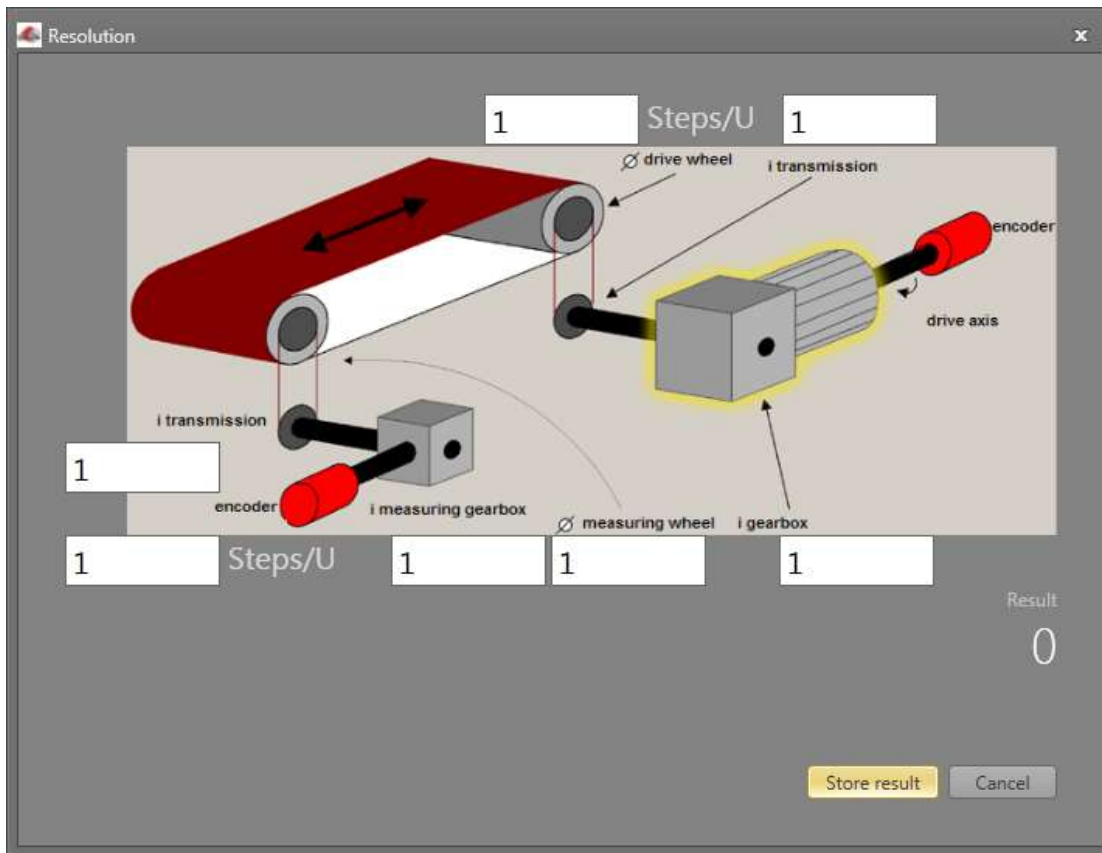 Resolution
x
1 Steps/U 1
Ø drive wheel
i transmission
encoder
drive axis
i transmission
1
encoder
i measuring gearbox
Ø measuring wheel
i gearbox
1 Steps/U 1 1 1
Result
0
Store result Cancel